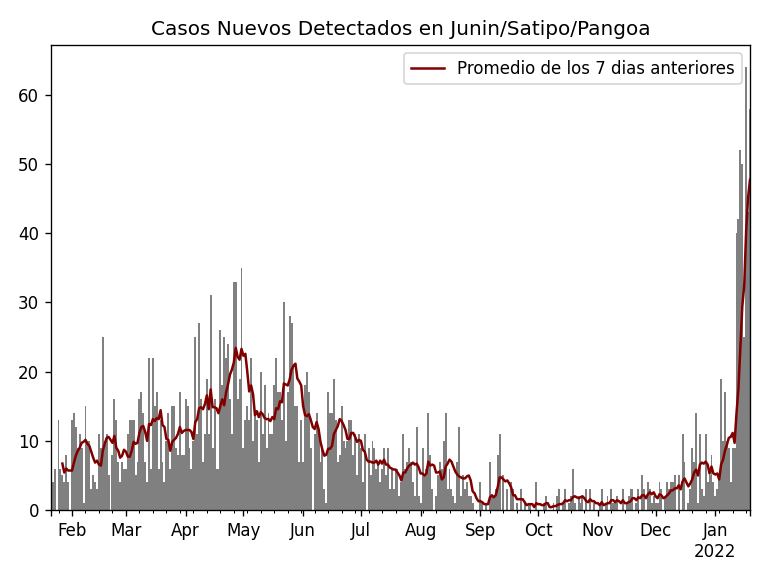 Casos Nuevos Detectados en Junin/Satipo/Pangoa
Promedio de los 7 dias anteriores
60
50
40
30
20
10
0
Feb Mar Apr May Jun Jul Aug Sep Oct Nov Dec Jan
2022